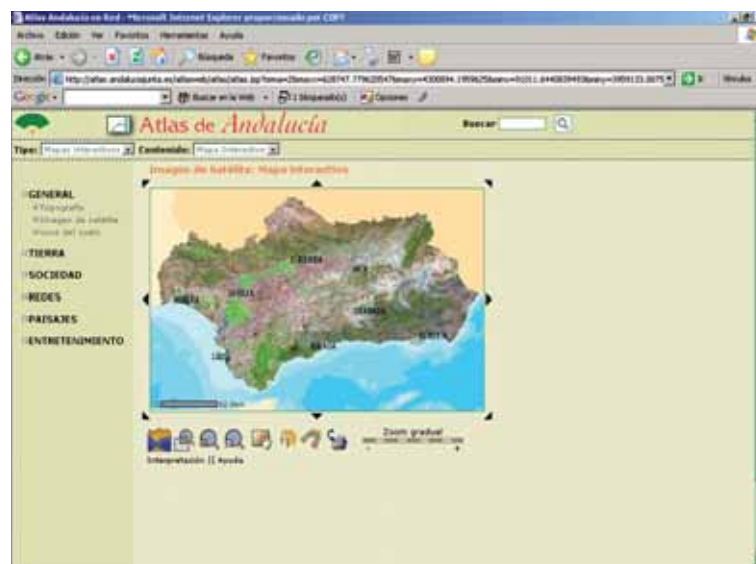 Atlas Andalucía en Red - Microsoft Internet Explorer proporcionado por COPT
Archivo Edición Ver Favoritos Herramientas Ayuda
Atrás Búsqueda Favoritos
Dirección Ir Vínculos
Google Buscar en la Web Opciones
Atlas de Andalucía Buscar
Tipo: Mapas Interactivos Contenido: Mapa Interactivo
Imagen de Satélite: Mapa Interactivo
GENERAL
Topografía
Imagen de satélite
Usos del suelo
TIERRA
SOCIEDAD
REDES
PAISAJES
ENTRETENIMIENTO
CÓRDOBA
JAÉN
HUELVA SEVILLA
GRANADA
ALMERÍA
MÁLAGA
CÁDIZ
Zoom gradual
- +
Interpretación || Ayuda